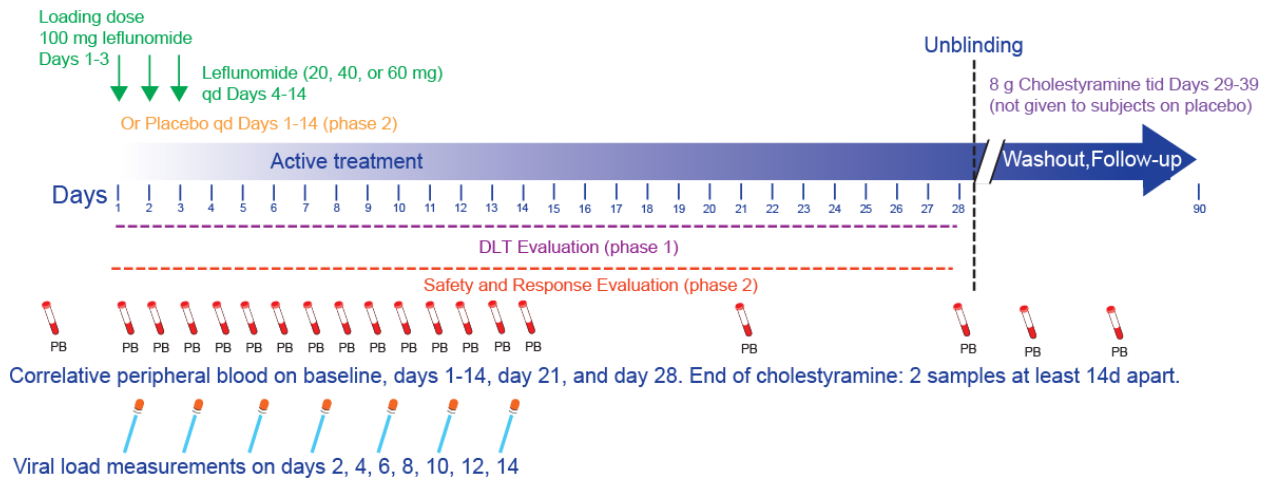 Loading dose
100 mg leflunomide
Days 1-3
Leflunomide (20, 40, or 60 mg)
qd Days 4-14
Or Placebo qd Days 1-14 (phase 2)
Unblinding
8 g Cholestyramine tid Days 29-39
(not given to subjects on placebo)
Active treatment
Washout,Follow-up
Days
1 2 3 4 5 6 7 8 9 10 11 12 13 14 15 16 17 18 19 20 21 22 23 24 25 26 27 28 90
DLT Evaluation (phase 1)
Safety and Response Evaluation (phase 2)
PB PB PB PB PB PB PB PB PB PB PB PB PB PB PB PB PB PB PB
Correlative peripheral blood on baseline, days 1-14, day 21, and day 28. End of cholestyramine: 2 samples at least 14d apart.
Viral load measurements on days 2, 4, 6, 8, 10, 12, 14